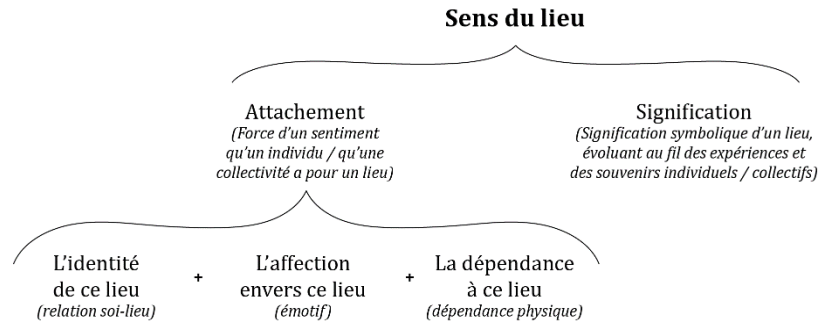 Sens du lieu
Attachement
(Force d'un sentiment
qu'un individu / qu'une
collectivité a pour un lieu)
Signification
(Signification symbolique d'un lieu,
évoluant au fil des expériences et
des souvenirs individuels / collectifs)
L'identité
de ce lieu
(relation soi-lieu)
+
L'affection
envers ce lieu
(émotif)
+
La dépendance
à ce lieu
(dépendance physique)